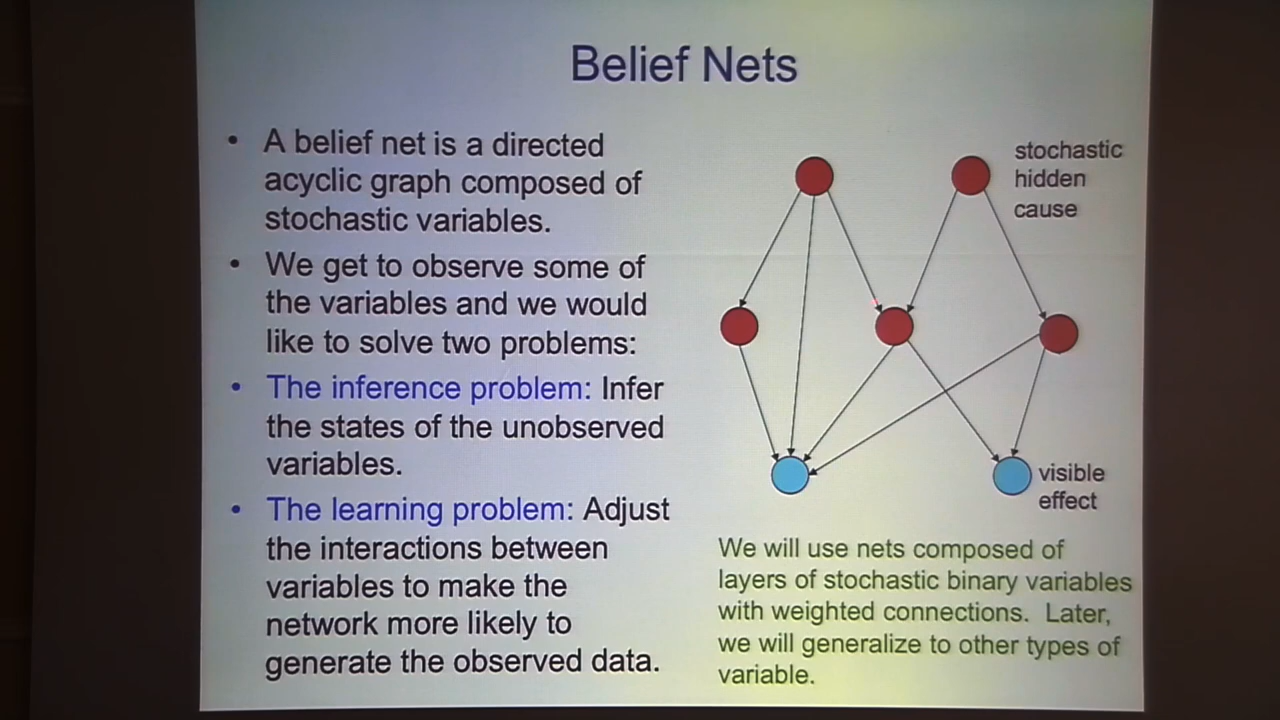 Belief Nets
• A belief net is a directed
acyclic graph composed of
stochastic variables.
• We get to observe some of
the variables and we would
like to solve two problems:
• The inference problem: Infer
the states of the unobserved
variables.
• The learning problem: Adjust
the interactions between
variables to make the
network more likely to
generate the observed data.
stochastic
hidden
cause
visible
effect
We will use nets composed of
layers of stochastic binary variables
with weighted connections. Later,
we will generalize to other types of
variable.